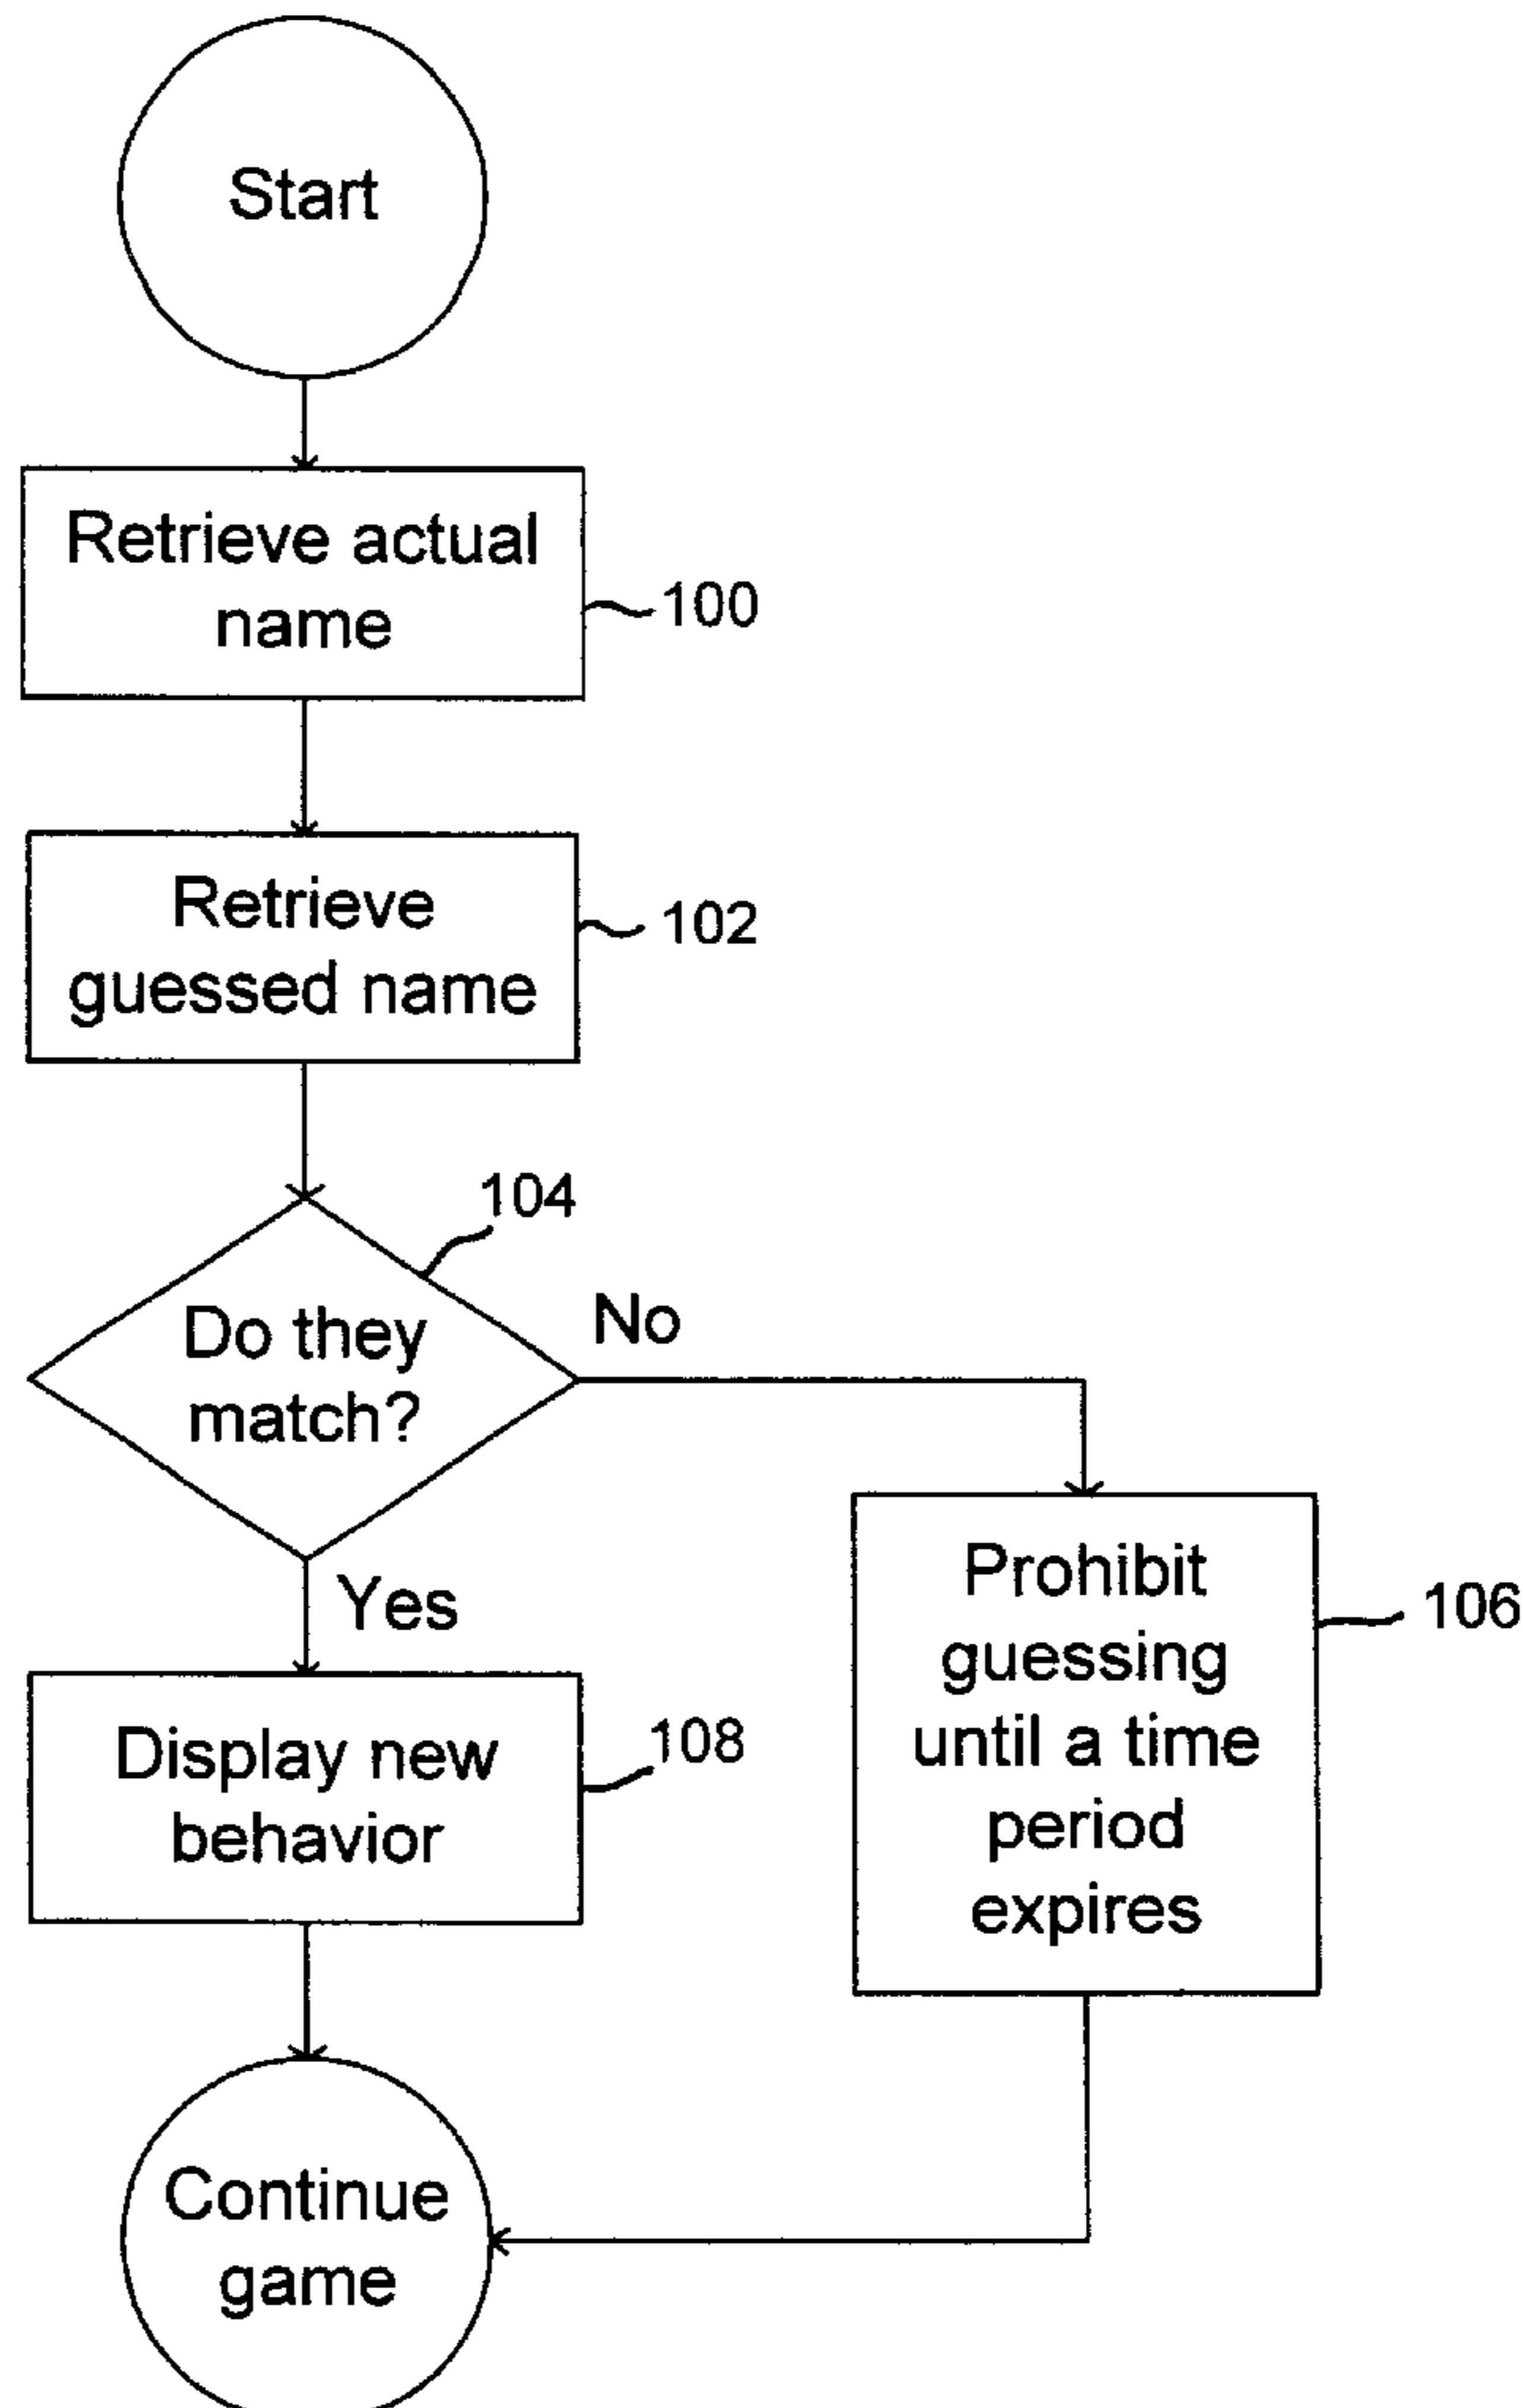 Start
Retrieve actual
name
100
Retrieve
guessed name
102
104
Do they
match?
No
Yes
Prohibit
guessing
until a time
period
expires
106
Display new
behavior
108
Continue
game